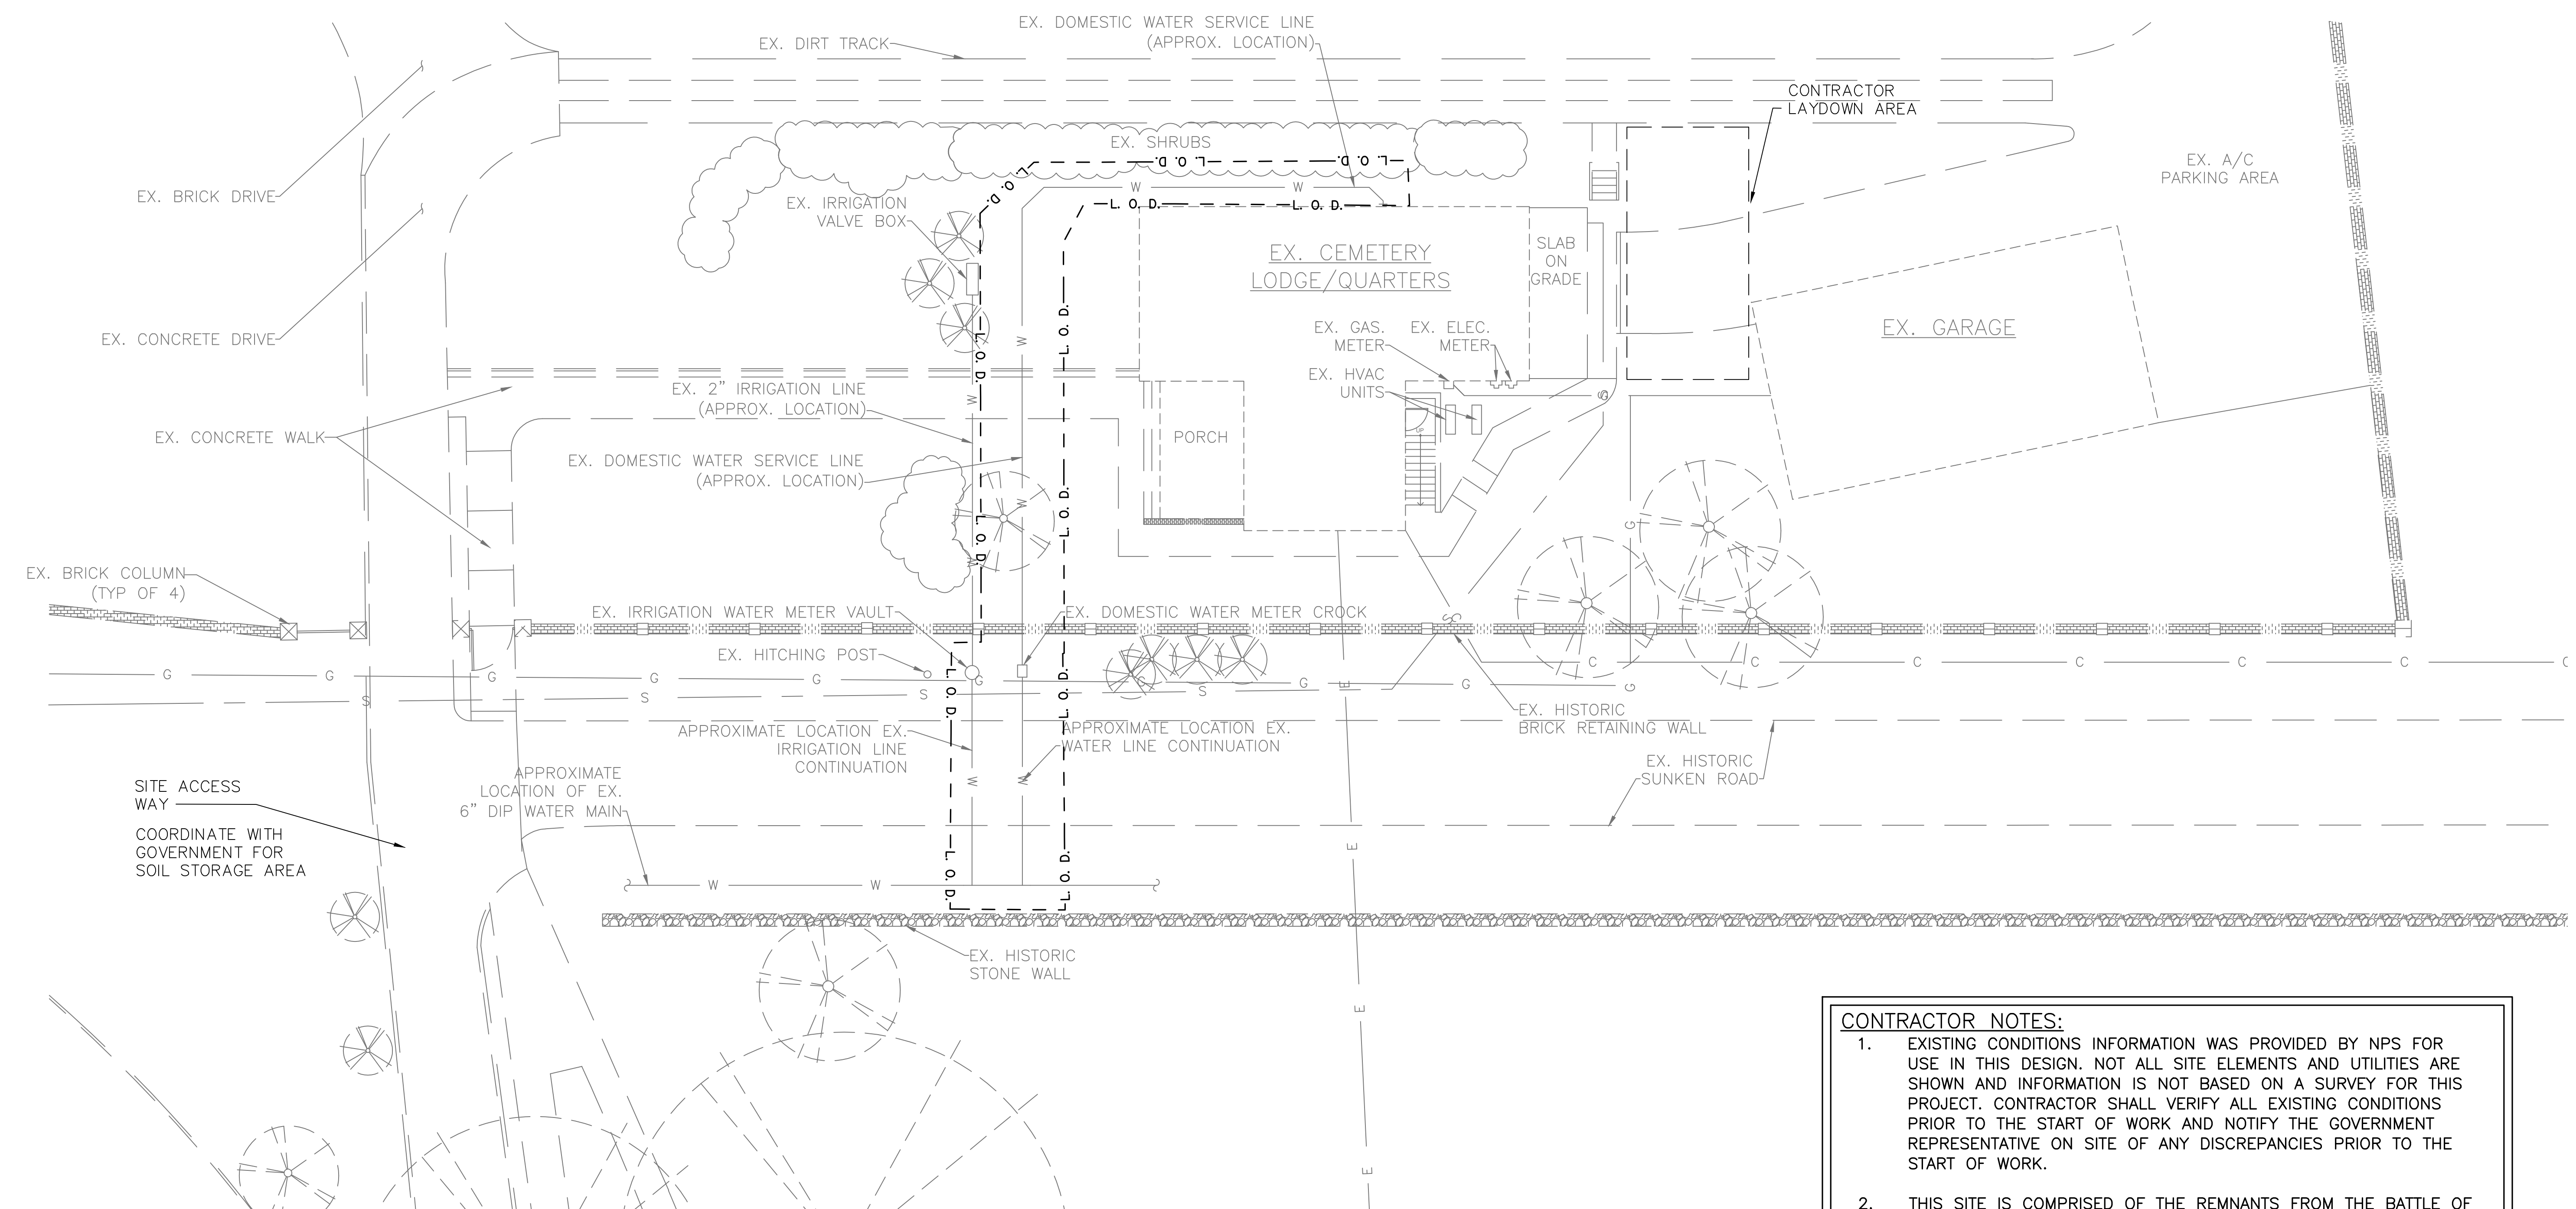 EX. DOMESTIC WATER SERVICE LINE
(APPROX. LOCATION)
EX. DIRT TRACK
CONTRACTOR
LAYDOWN AREA
EX. SHRUBS
L. O. D.
L. O. D.
L. O. D.
EX. A/C
PARKING AREA
EX. BRICK DRIVE
W
W
EX. IRRIGATION
VALVE BOX
L. O. D.
L. O. D.
EX. CEMETERY
LODGE/QUARTERS
SLAB
ON
GRADE
EX. CONCRETE DRIVE
L. O. D.
L. O. D.
W
EX. GAS.
METER
EX. ELEC.
METER
EX. GARAGE
EX. HVAC
UNITS
EX. 2" IRRIGATION LINE
(APPROX. LOCATION)
W
S
G
UP
EX. CONCRETE WALK
PORCH
EX. DOMESTIC WATER SERVICE LINE
(APPROX. LOCATION)
W
L. O. D.
L. O. D.
G
W
EX. BRICK COLUMN
(TYP OF 4)
EX. IRRIGATION WATER METER VAULT
EX. DOMESTIC WATER METER CROCK
S
C
EX. HITCHING POST
C
C
C
C
C
C
C
G
G
G
G
G
G
G
G
G
G
E
L. O. D.
L. O. D.
S
S
S
S
EX. HISTORIC
BRICK RETAINING WALL
APPROXIMATE LOCATION EX.
IRRIGATION LINE
CONTINUATION
APPROXIMATE LOCATION EX.
WATER LINE CONTINUATION
EX. HISTORIC
SUNKEN ROAD
W
W
APPROXIMATE
LOCATION OF EX.
6" DIP WATER MAIN
SITE ACCESS
WAY
COORDINATE WITH
GOVERNMENT FOR
SOIL STORAGE AREA
E
L. O. D.
L. O. D.
W
W
EX. HISTORIC
STONE WALL
E
E
CONTRACTOR NOTES:
1. EXISTING CONDITIONS INFORMATION WAS PROVIDED BY NPS FOR
USE IN THIS DESIGN. NOT ALL SITE ELEMENTS AND UTILITIES ARE
SHOWN AND INFORMATION IS NOT BASED ON A SURVEY FOR THIS
PROJECT. CONTRACTOR SHALL VERIFY ALL EXISTING CONDITIONS
PRIOR TO THE START OF WORK AND NOTIFY THE GOVERNMENT
REPRESENTATIVE ON SITE OF ANY DISCREPANCIES PRIOR TO THE
START OF WORK.
2. THIS SITE IS COMPRISED OF THE REMNANTS FROM THE BATTLE OF